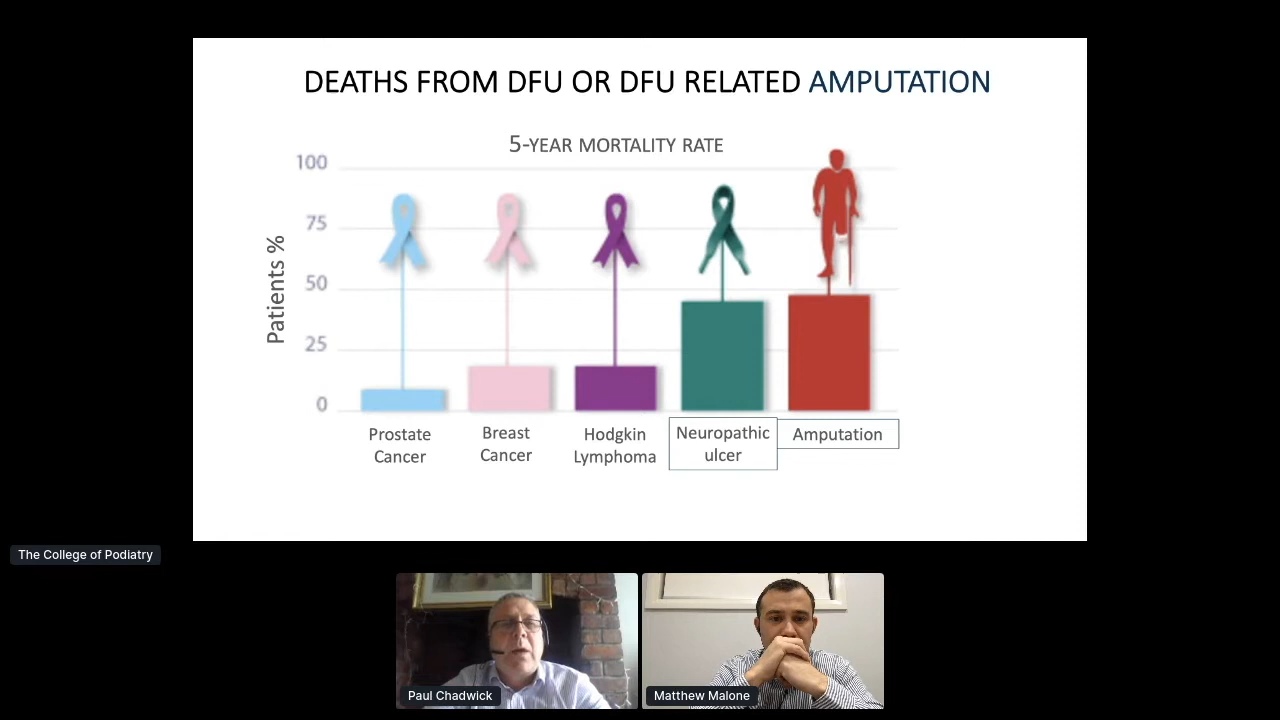 DEATHS FROM DFU OR DFU RELATED AMPUTATION
5-YEAR MORTALITY RATE
Patients %
100
75
50
25
0
Prostate
Cancer
Breast
Cancer
Hodgkin
Lymphoma
Neuropathic
ulcer
Amputation
The College of Podiatry
Paul Chadwick
Matthew Malone